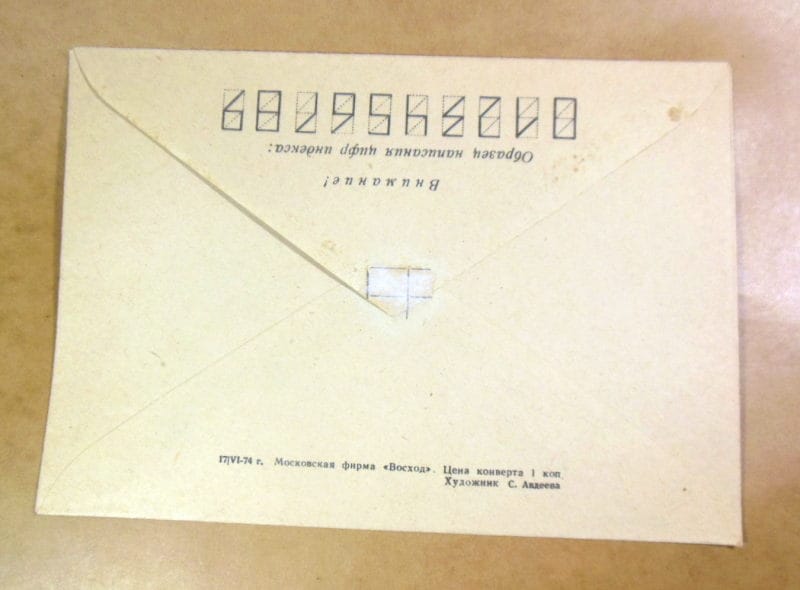 Внимание!
Образец написания цифр индекса:
0123456789
17/VI-74 г. Московская фирма «Восход». Цена конверта 1 коп.
Художник С. Авдеева